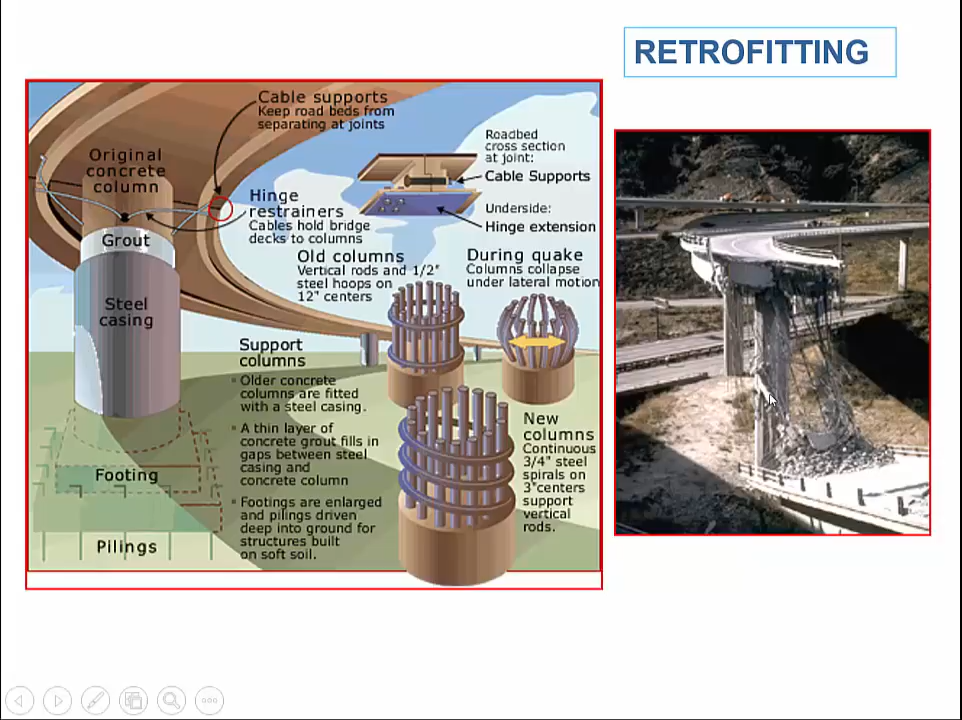 RETROFITTING
Cable supports
Keep road beds from
separating at joints
Original
concrete
column
Roadbed
cross section
at joint:
Cable Supports
Hinge
restrainers
Cables hold bridge
decks to columns
Underside:
Hinge extension
Grout
Old columns
Vertical rods and 1/2"
steel hoops on
12" centers
During quake
Columns collapse
under lateral motion
Steel
casing
Support
columns
Older concrete
columns are fitted
with a steel casing.
A thin layer of
concrete grout fills in
gaps between steel
casing and
concrete column
Footings are enlarged
and pilings driven
deep into ground for
structures built
on soft soil.
New
columns
Continuous
3/4" steel
spirals on
3"centers
support
vertical
rods.
Footing
Pilings